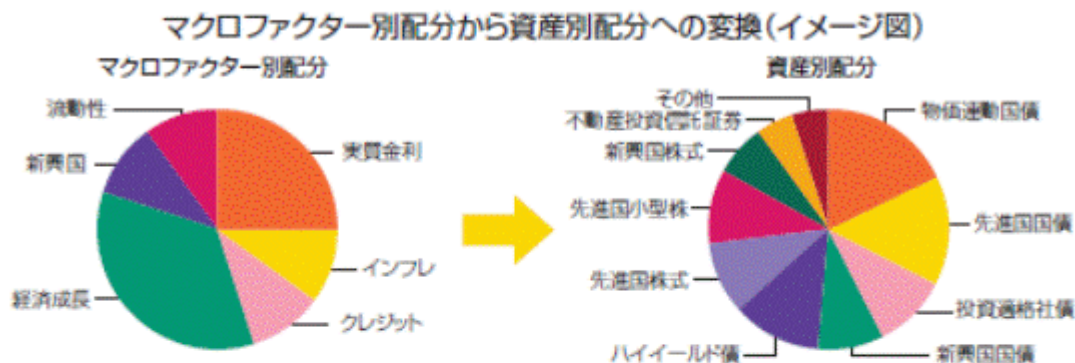 マクロファクター別配分から資産別配分への変換(イメージ図)
マクロファクター別配分
流動性
新興国
経済成長
実質金利
インフレ
クレジット
資産別配分
その他
不動産投資信託証券
新興国株式
先進国小型株
先進国株式
ハイイールド債
物価連動国債
先進国国債
投資適格社債
新興国国債